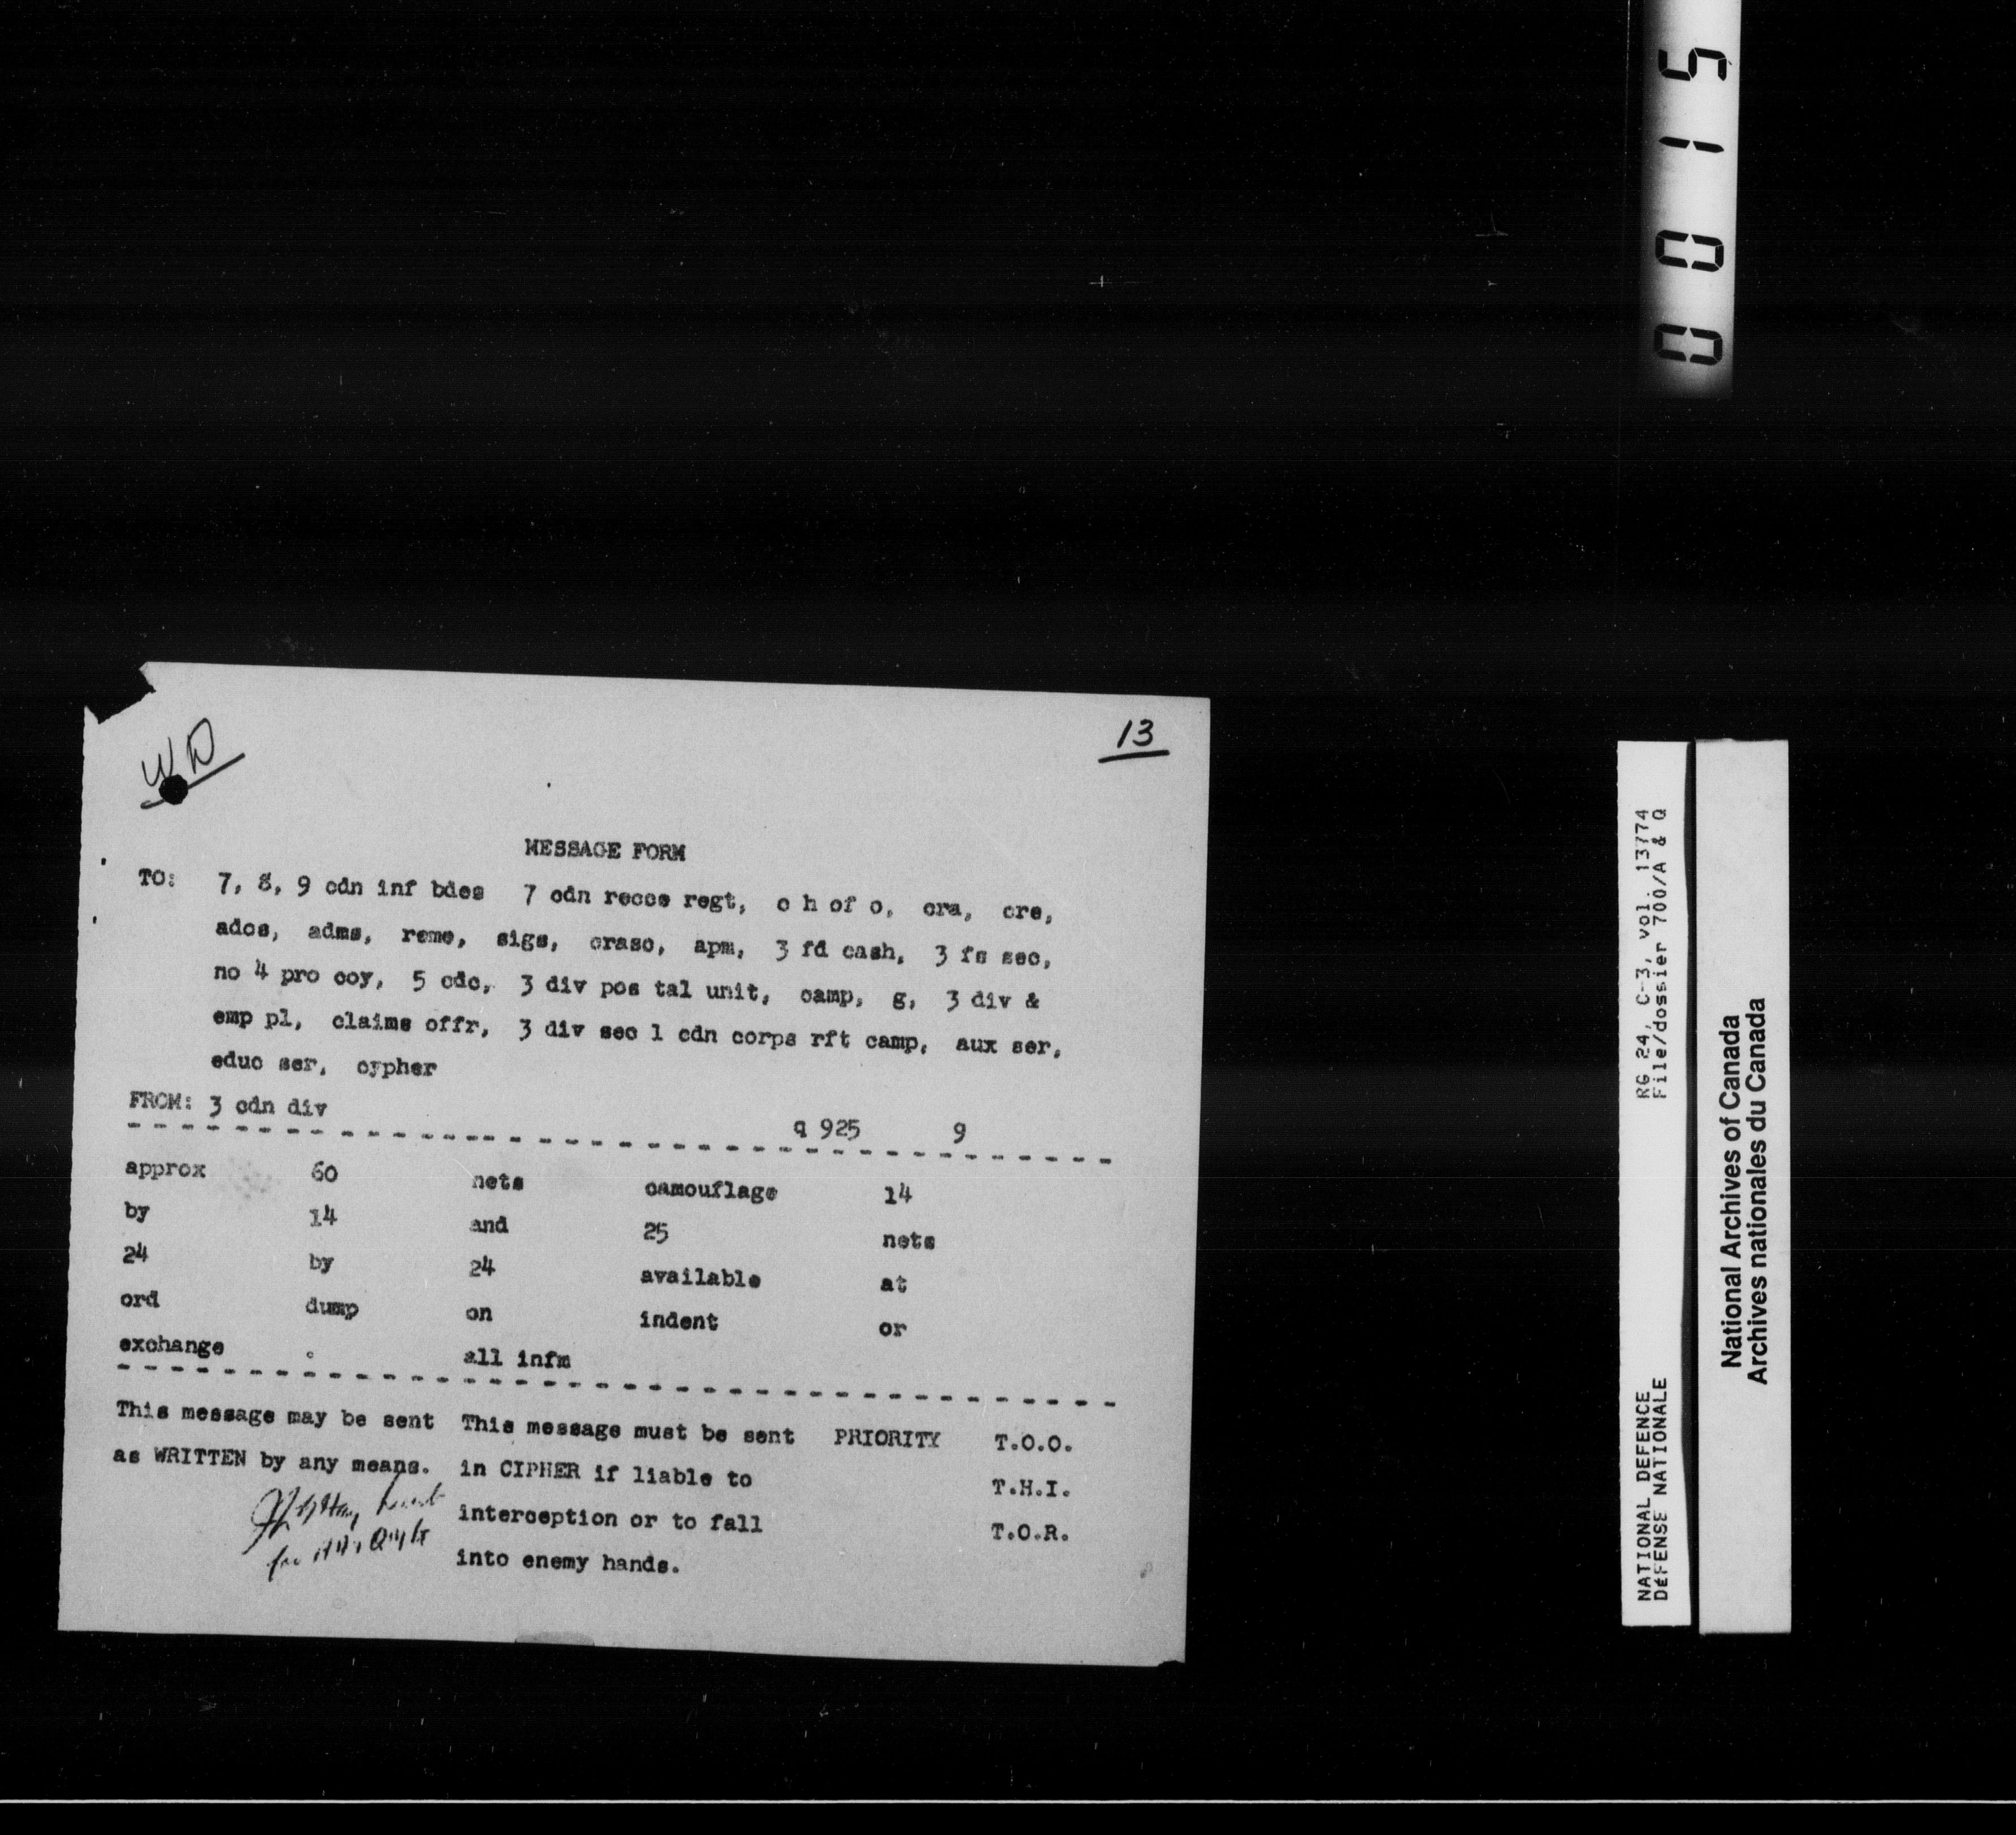 0015
WD
13
MESSAGE FORM
TO: 7, 8, 9 cdn inf bdes 7 cdn recce regt, c h of o, cra, cre,
ados, adms, reme, sigs, crasc, apm, 3 fd cash, 3 fs sec,
no 4 pro coy, 5 cdc, 3 div pos tal unit, camp, g, 3 div &
emp pl, claims offr, 3 div sec 1 cdn corps rft camp, aux ser,
educ ser, cypher
FROM: 3 cdn div
q 925 9
approx 60 nets camouflage 14
by 14 and 25 nets
24 by 24 available at
ord dump on indent or
exchange . all infm
This message may be sent This message must be sent PRIORITY T.O.O.
as WRITTEN by any means. in CIPHER if liable to T.H.I.
interception or to fall T.O.R.
into enemy hands.
for
RG 24, C-3, vol. 13774
File/dossier 700/A & Q
NATIONAL DEFENCE
DÉFENSE NATIONALE
National Archives of Canada
Archives nationales du Canada